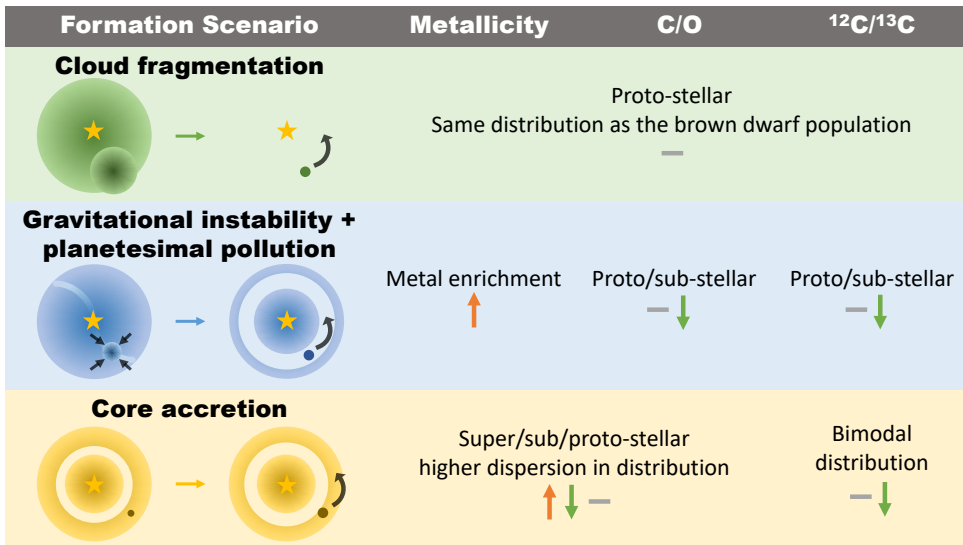 Formation Scenario Metallicity C/O ¹²C/¹³C
Cloud fragmentation
Proto-stellar
Same distribution as the brown dwarf population
Gravitational instability +
planetesimal pollution
Metal enrichment Proto/sub-stellar Proto/sub-stellar
Core accretion
Super/sub/proto-stellar
higher dispersion in distribution
Bimodal
distribution